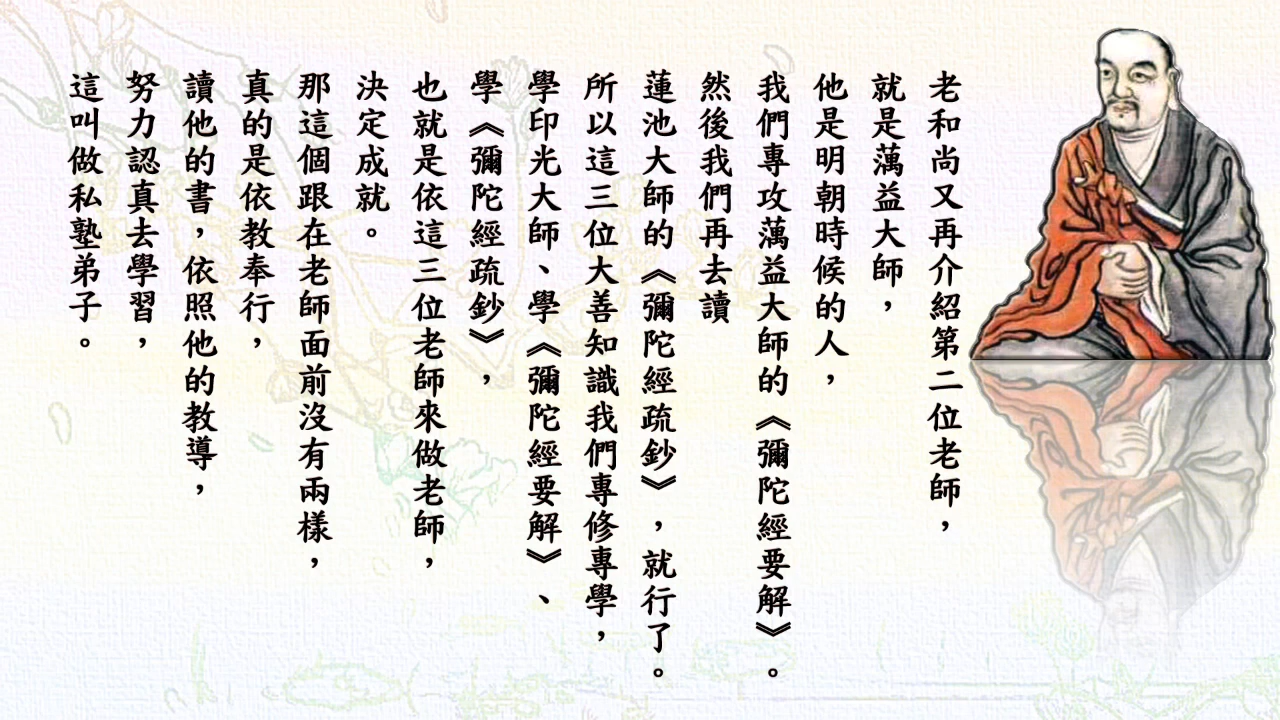 老和尚又再介紹第二位老師，
就是蕅益大師，
他是明朝時候的人，
我們專攻蕅益大師的《彌陀經要解》。
然後我們再去讀
蓮池大師的《彌陀經疏鈔》，就行了。
所以這三位大善知識我們專修專學，
學印光大師、學《彌陀經要解》、
學《彌陀經疏鈔》，
也就是依這三位老師來做老師，
決定成就。
那這個跟在老師面前沒有兩樣，
真的是依教奉行，
讀他的書，依照他的教導，
努力認真去學習，
這叫做私塾弟子。